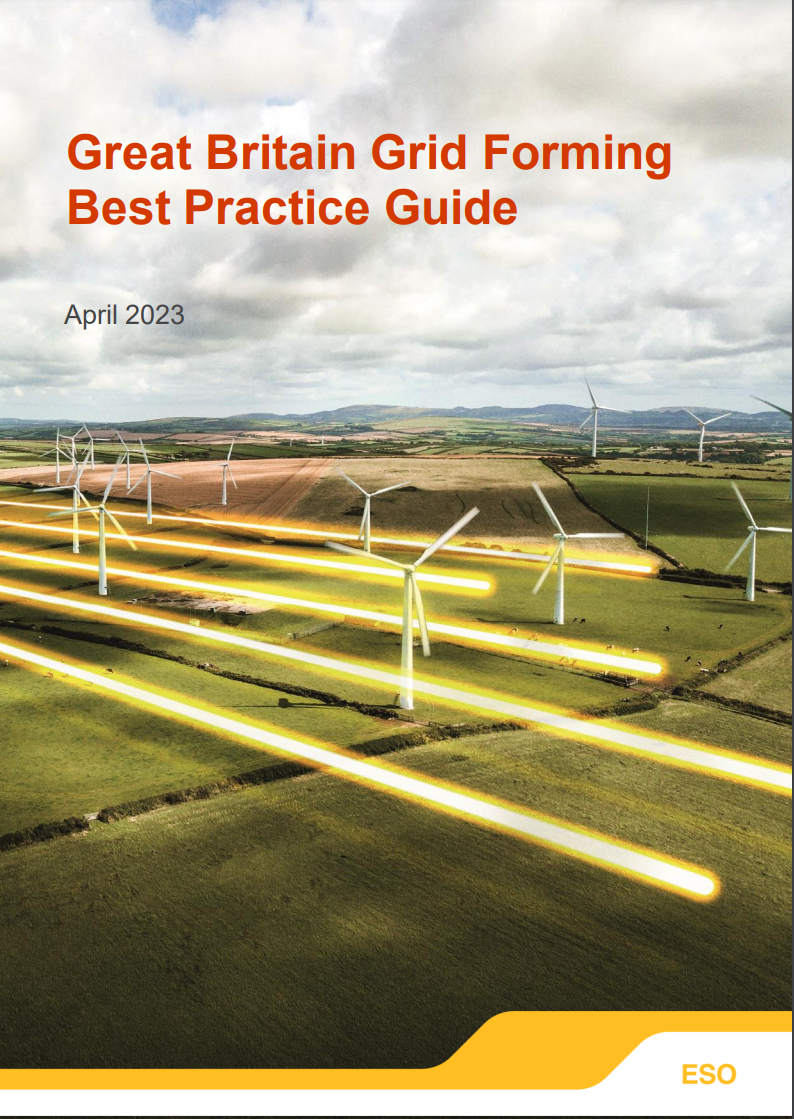 Great Britain Grid Forming
Best Practice Guide
April 2023
ESO